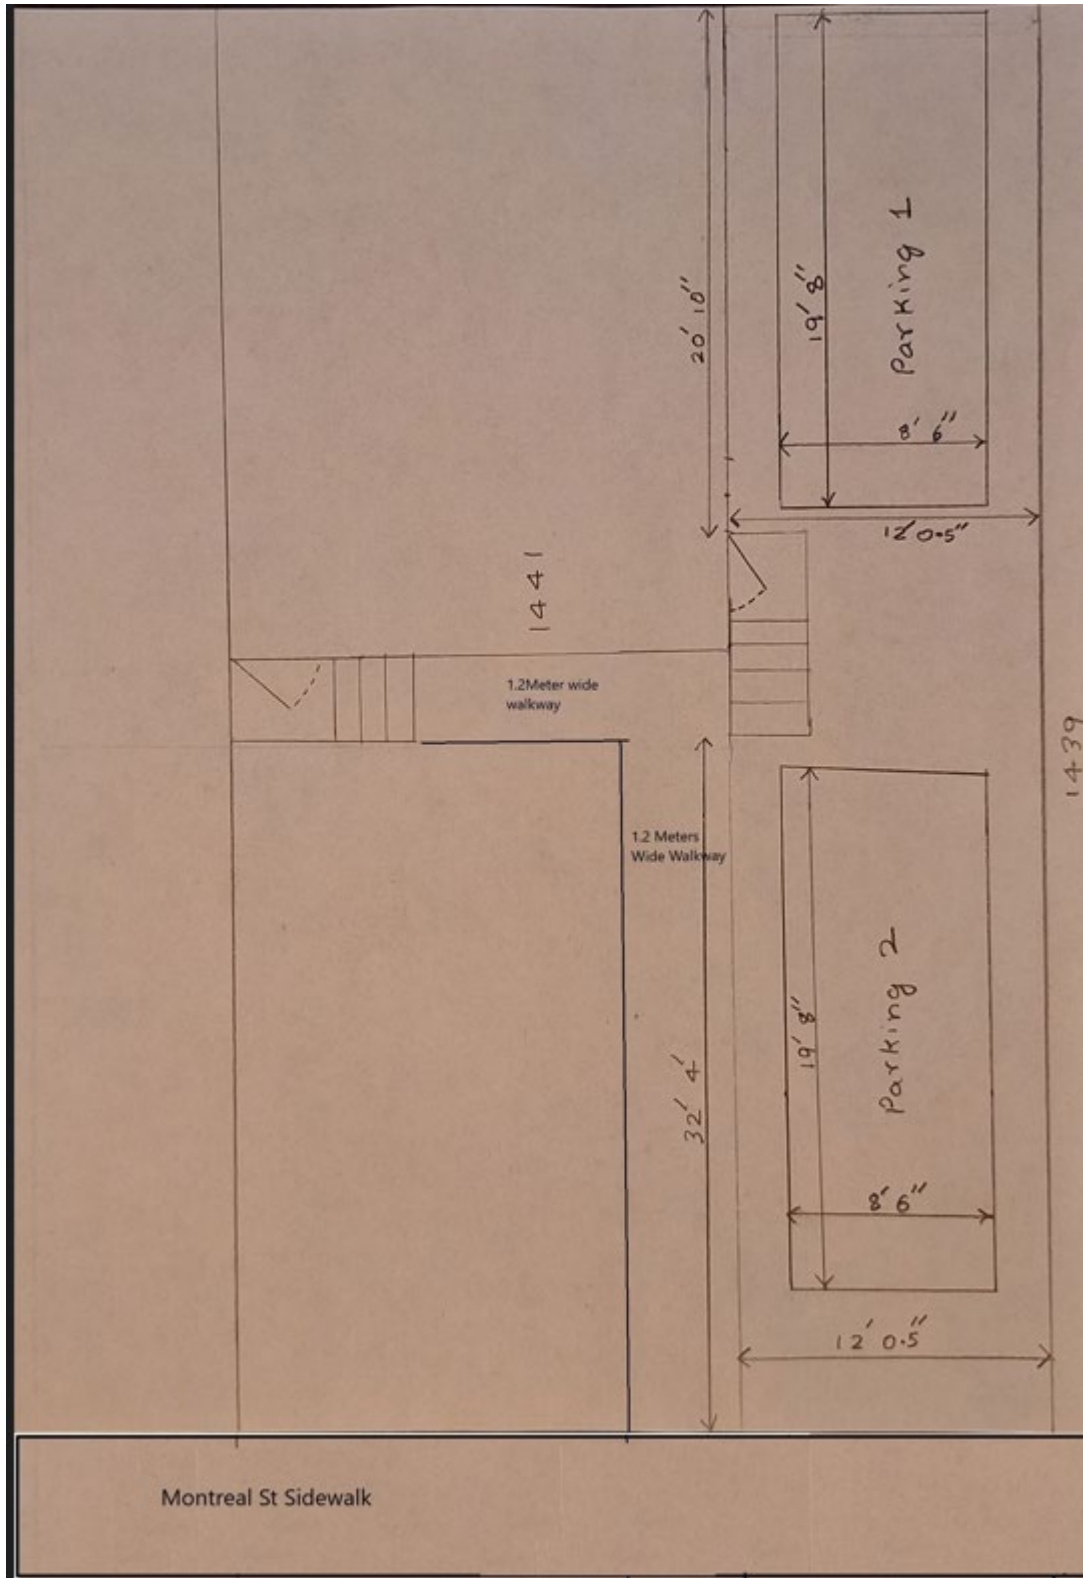 20' 10"
19' 8"
Parking 1
8' 6"
12' 0.5"
1441
1.2Meter wide
walkway
1439
1.2 Meters
Wide Walkway
32' 4'
19' 8"
Parking 2
8' 6"
12' 0.5"
Montreal St Sidewalk